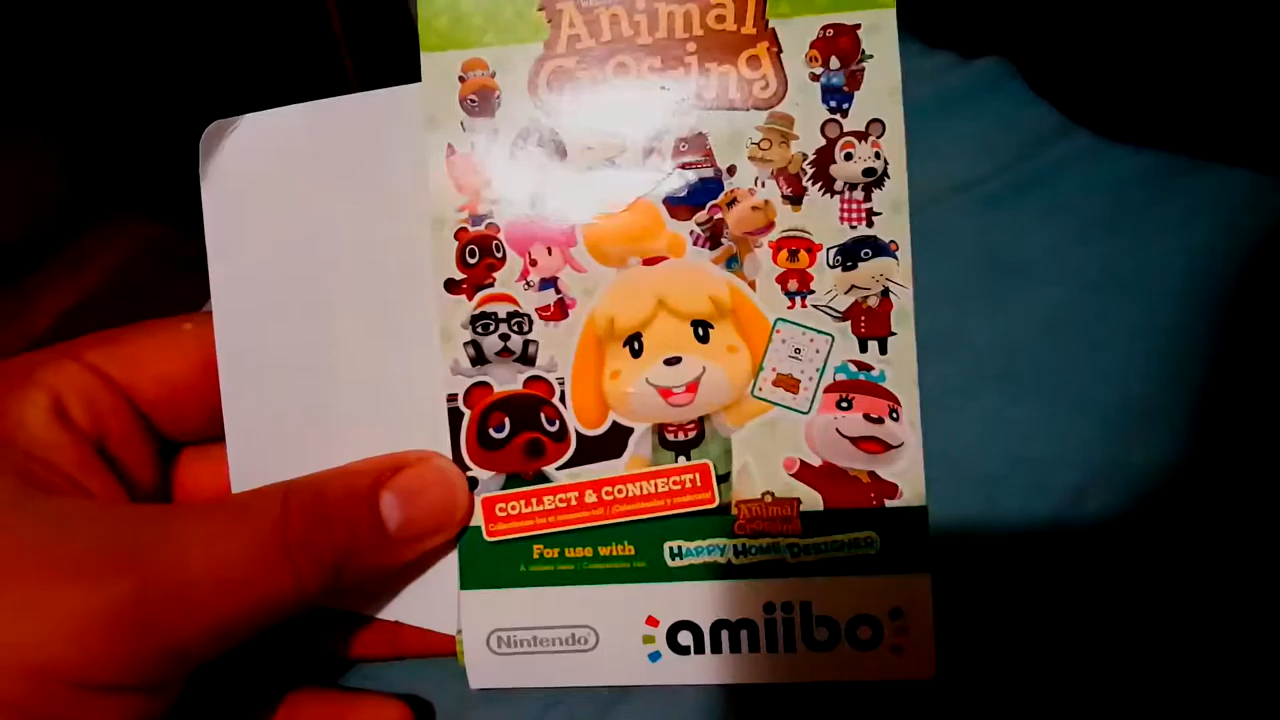 Animal
Crossing
COLLECT & CONNECT!
Animal
Crossing
For use with
HAPPY HOME DESIGNER
Nintendo
amiibo